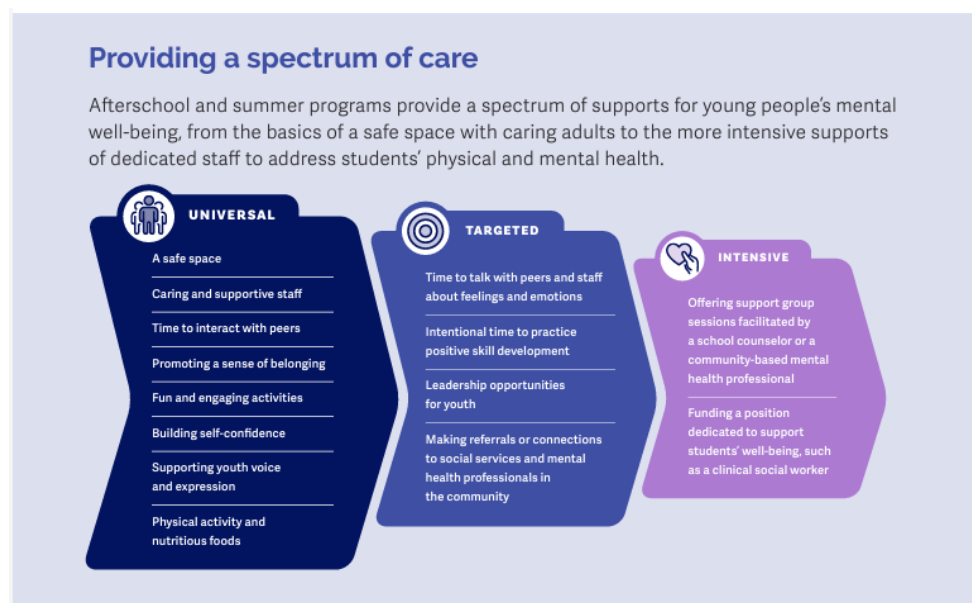 Providing a spectrum of care
Afterschool and summer programs provide a spectrum of supports for young people's mental
well-being, from the basics of a safe space with caring adults to the more intensive supports
of dedicated staff to address students' physical and mental health.
UNIVERSAL
A safe space
Caring and supportive staff
Time to interact with peers
Promoting a sense of belonging
Fun and engaging activities
Building self-confidence
Supporting youth voice
and expression
Physical activity and
nutritious foods
TARGETED
Time to talk with peers and staff
about feelings and emotions
Intentional time to practice
positive skill development
Leadership opportunities
for youth
Making referrals or connections
to social services and mental
health professionals in
the community
INTENSIVE
Offering support group
sessions facilitated by
a school counselor or a
community-based mental
health professional
Funding a position
dedicated to support
students' well-being, such
as a clinical social worker